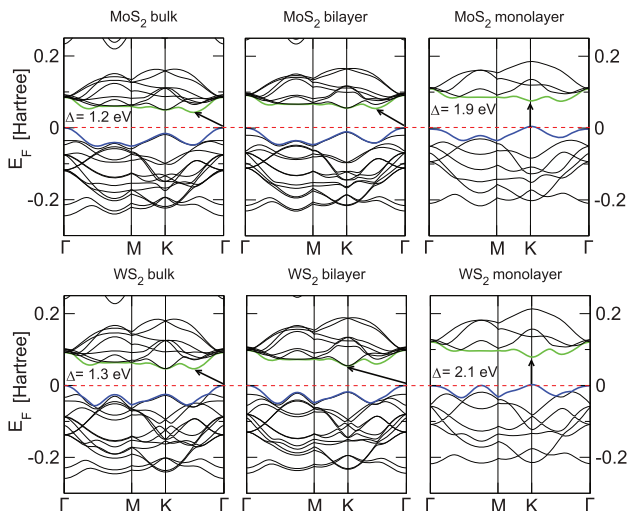 MoS2 bulk MoS2 bilayer MoS2 monolayer
0.2 0.2
Δ= 1.2 eV Δ= 1.9 eV
0 0
-0.2 -0.2
EF [Hartree]
Γ M K Γ Γ M K Γ Γ M K Γ
WS2 bulk WS2 bilayer WS2 monolayer
0.2 0.2
Δ= 1.3 eV Δ= 2.1 eV
0 0
-0.2 -0.2
EF [Hartree]
Γ M K Γ Γ M K Γ Γ M K Γ